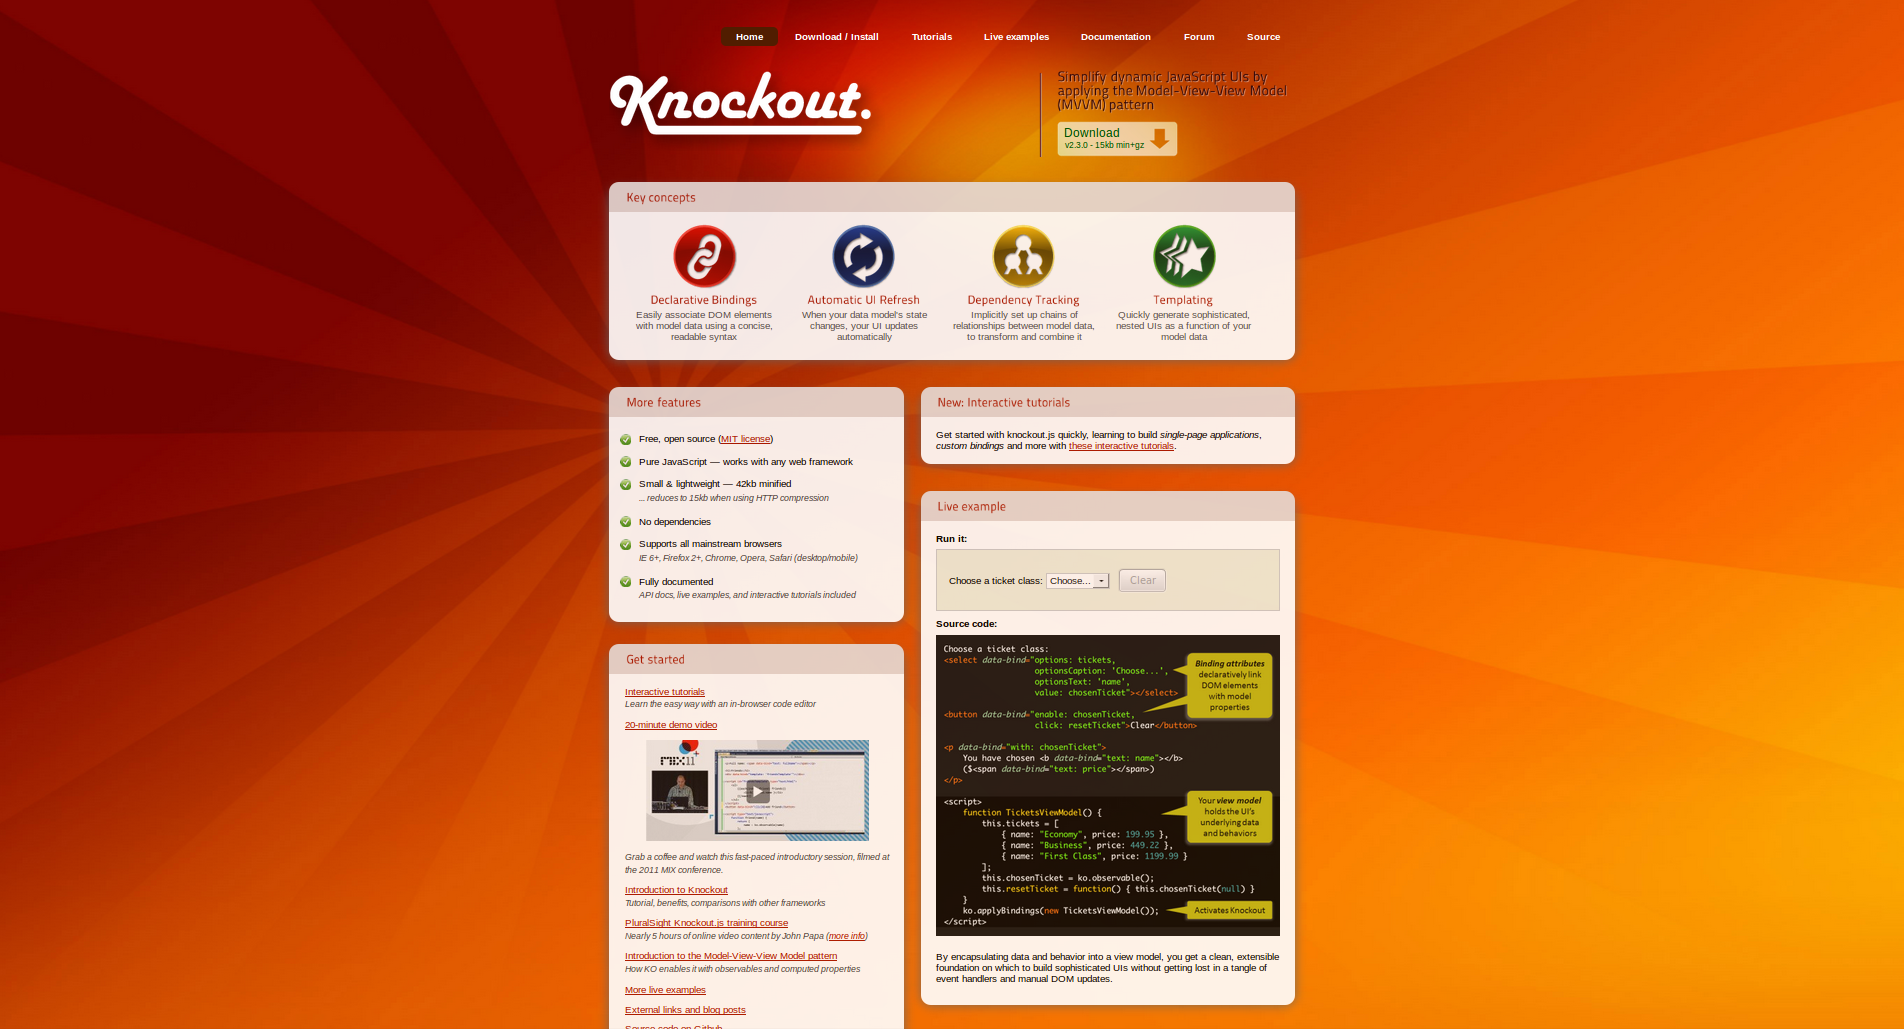 Home Download / Install Tutorials Live examples Documentation Forum Source
Knockout.
Simplify dynamic JavaScript UIs by
applying the Model-View-View Model
(MVVM) pattern
Download
v2.3.0 - 15kb min+gz
Key concepts
Declarative Bindings
Easily associate DOM elements
with model data using a concise,
readable syntax
Automatic UI Refresh
When your data model's state
changes, your UI updates
automatically
Dependency Tracking
Implicitly set up chains of
relationships between model data,
to transform and combine it
Templating
Quickly generate sophisticated,
nested UIs as a function of your
model data
More features
Free, open source (MIT license)
Pure JavaScript — works with any web framework
Small & lightweight — 42kb minified
... reduces to 15kb when using HTTP compression
No dependencies
Supports all mainstream browsers
IE 6+, Firefox 2+, Chrome, Opera, Safari (desktop/mobile)
Fully documented
API docs, live examples, and interactive tutorials included
Get started
Interactive tutorials
Learn the easy way with an in-browser code editor
20-minute demo video
mix11
Grab a coffee and watch this fast-paced introductory session, filmed at
the 2011 MIX conference.
Introduction to Knockout
Tutorial, benefits, comparisons with other frameworks
PluralSight Knockout.js training course
Nearly 5 hours of online video content by John Papa (more info)
Introduction to the Model-View-View Model pattern
How KO enables it with observables and computed properties
More live examples
External links and blog posts
Source code on Github
New: Interactive tutorials
Get started with knockout.js quickly, learning to build single-page applications,
custom bindings and more with these interactive tutorials.
Live example
Run it:
Choose a ticket class: Choose... Clear
Source code:
Choose a ticket class:
<select data-bind="options: tickets,
optionsCaption: 'Choose...',
optionsText: 'name',
value: chosenTicket"></select>
<button data-bind="enable: chosenTicket,
click: resetTicket">Clear</button>
<p data-bind="with: chosenTicket">
You have chosen <b data-bind="text: name"></b>
($<span data-bind="text: price"></span>)
</p>
<script>
function TicketsViewModel() {
this.tickets = [
{ name: "Economy", price: 199.95 },
{ name: "Business", price: 449.22 },
{ name: "First Class", price: 1199.99 }
];
this.chosenTicket = ko.observable();
this.resetTicket = function() { this.chosenTicket(null) }
}
ko.applyBindings(new TicketsViewModel());
</script>
Binding attributes
declaratively link
DOM elements
with model
properties
Your view model
holds the UI's
underlying data
and behaviors
Activates Knockout
By encapsulating data and behavior into a view model, you get a clean, extensible
foundation on which to build sophisticated UIs without getting lost in a tangle of
event handlers and manual DOM updates.